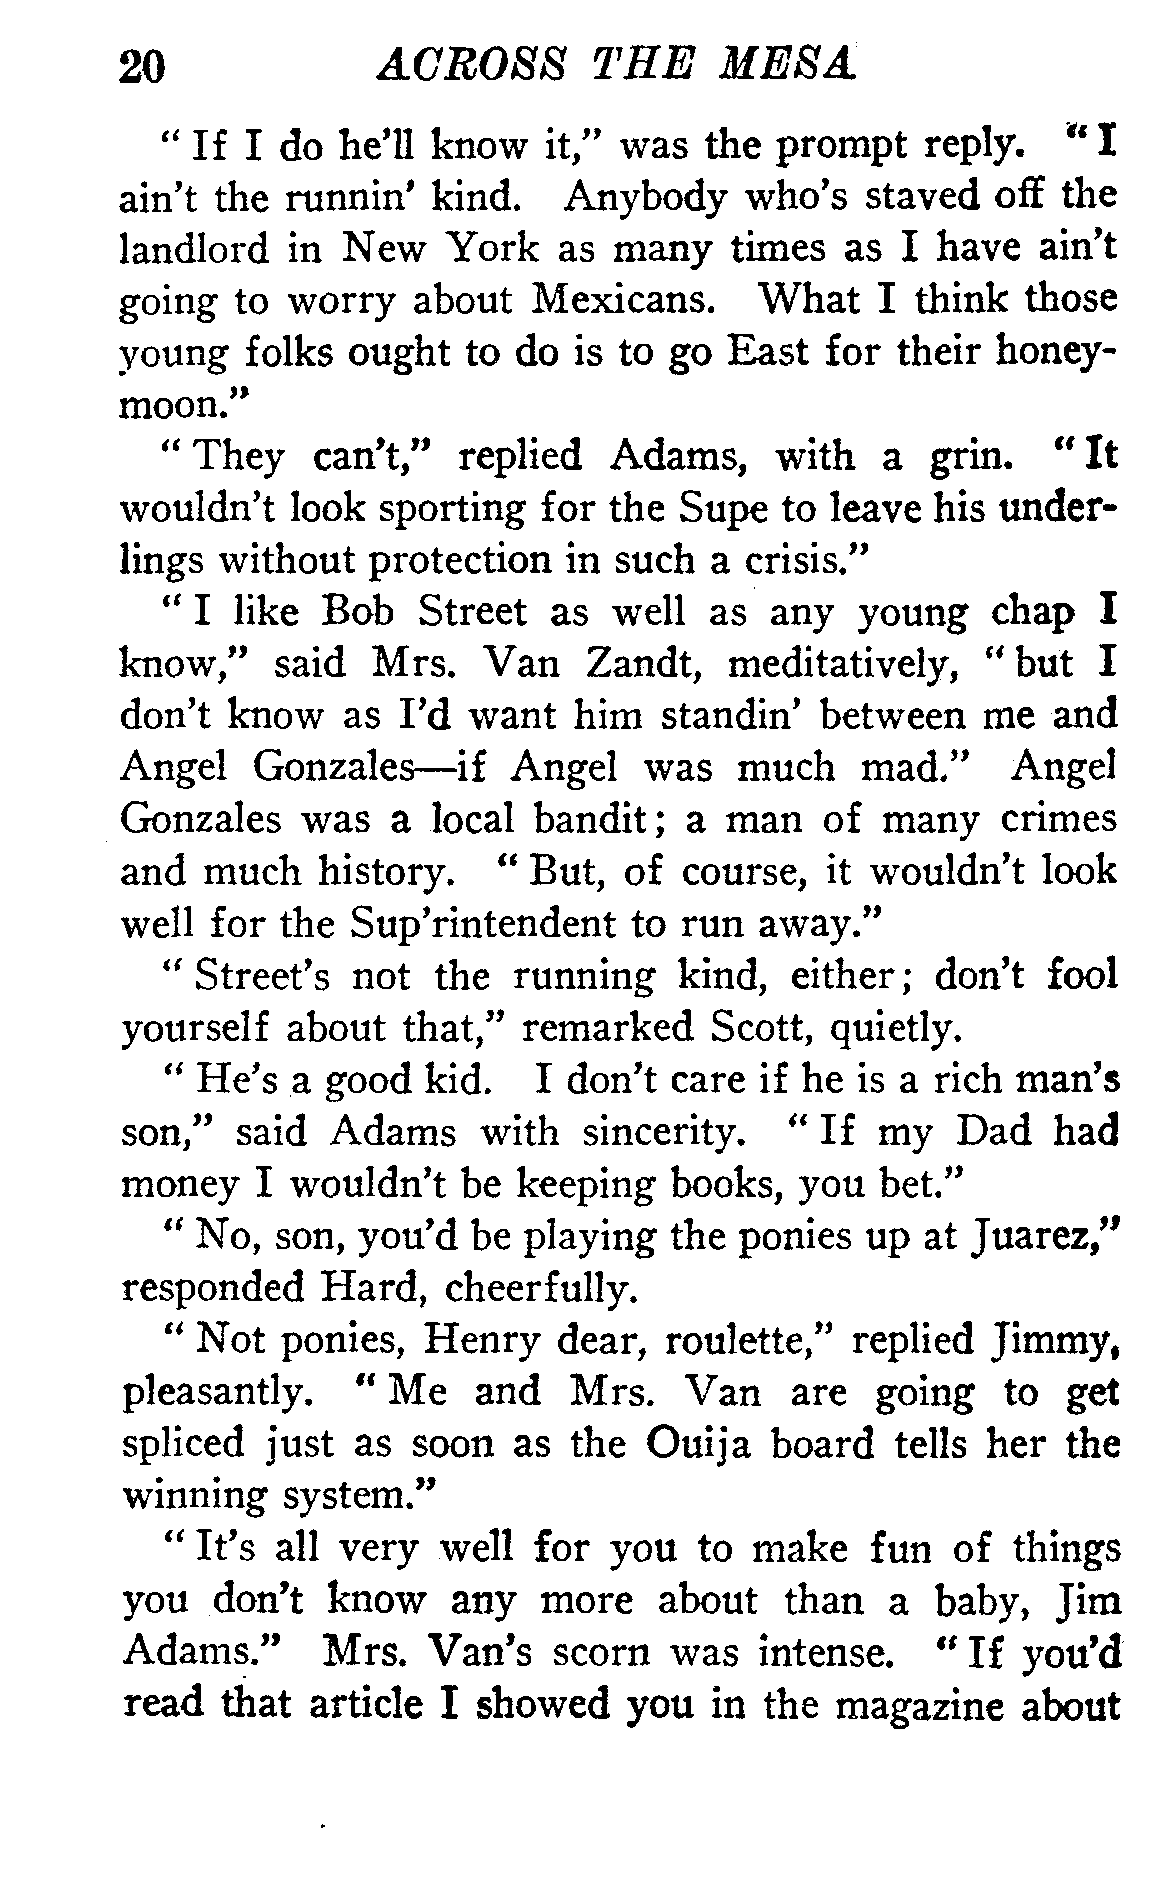 20 ACROSS THE MESA
“ If I do he’ll know it,” was the prompt reply. “ I
ain’t the runnin’ kind. Anybody who’s staved off the
landlord in New York as many times as I have ain’t
going to worry about Mexicans. What I think those
young folks ought to do is to go East for their honey-
moon.”
“ They can’t,” replied Adams, with a grin. “ It
wouldn’t look sporting for the Supe to leave his under-
lings without protection in such a crisis.”
“ I like Bob Street as well as any young chap I
know,” said Mrs. Van Zandt, meditatively, “ but I
don’t know as I’d want him standin’ between me and
Angel Gonzales—if Angel was much mad.” Angel
Gonzales was a local bandit; a man of many crimes
and much history. “ But, of course, it wouldn’t look
well for the Sup’rintendent to run away.”
“ Street’s not the running kind, either; don’t fool
yourself about that,” remarked Scott, quietly.
“ He’s a good kid. I don’t care if he is a rich man’s
son,” said Adams with sincerity. “ If my Dad had
money I wouldn’t be keeping books, you bet.”
“ No, son, you’d be playing the ponies up at Juarez,”
responded Hard, cheerfully.
“ Not ponies, Henry dear, roulette,” replied Jimmy,
pleasantly. “ Me and Mrs. Van are going to get
spliced just as soon as the Ouija board tells her the
winning system.”
“ It’s all very well for you to make fun of things
you don’t know any more about than a baby, Jim
Adams.” Mrs. Van’s scorn was intense. “ If you’d
read that article I showed you in the magazine about